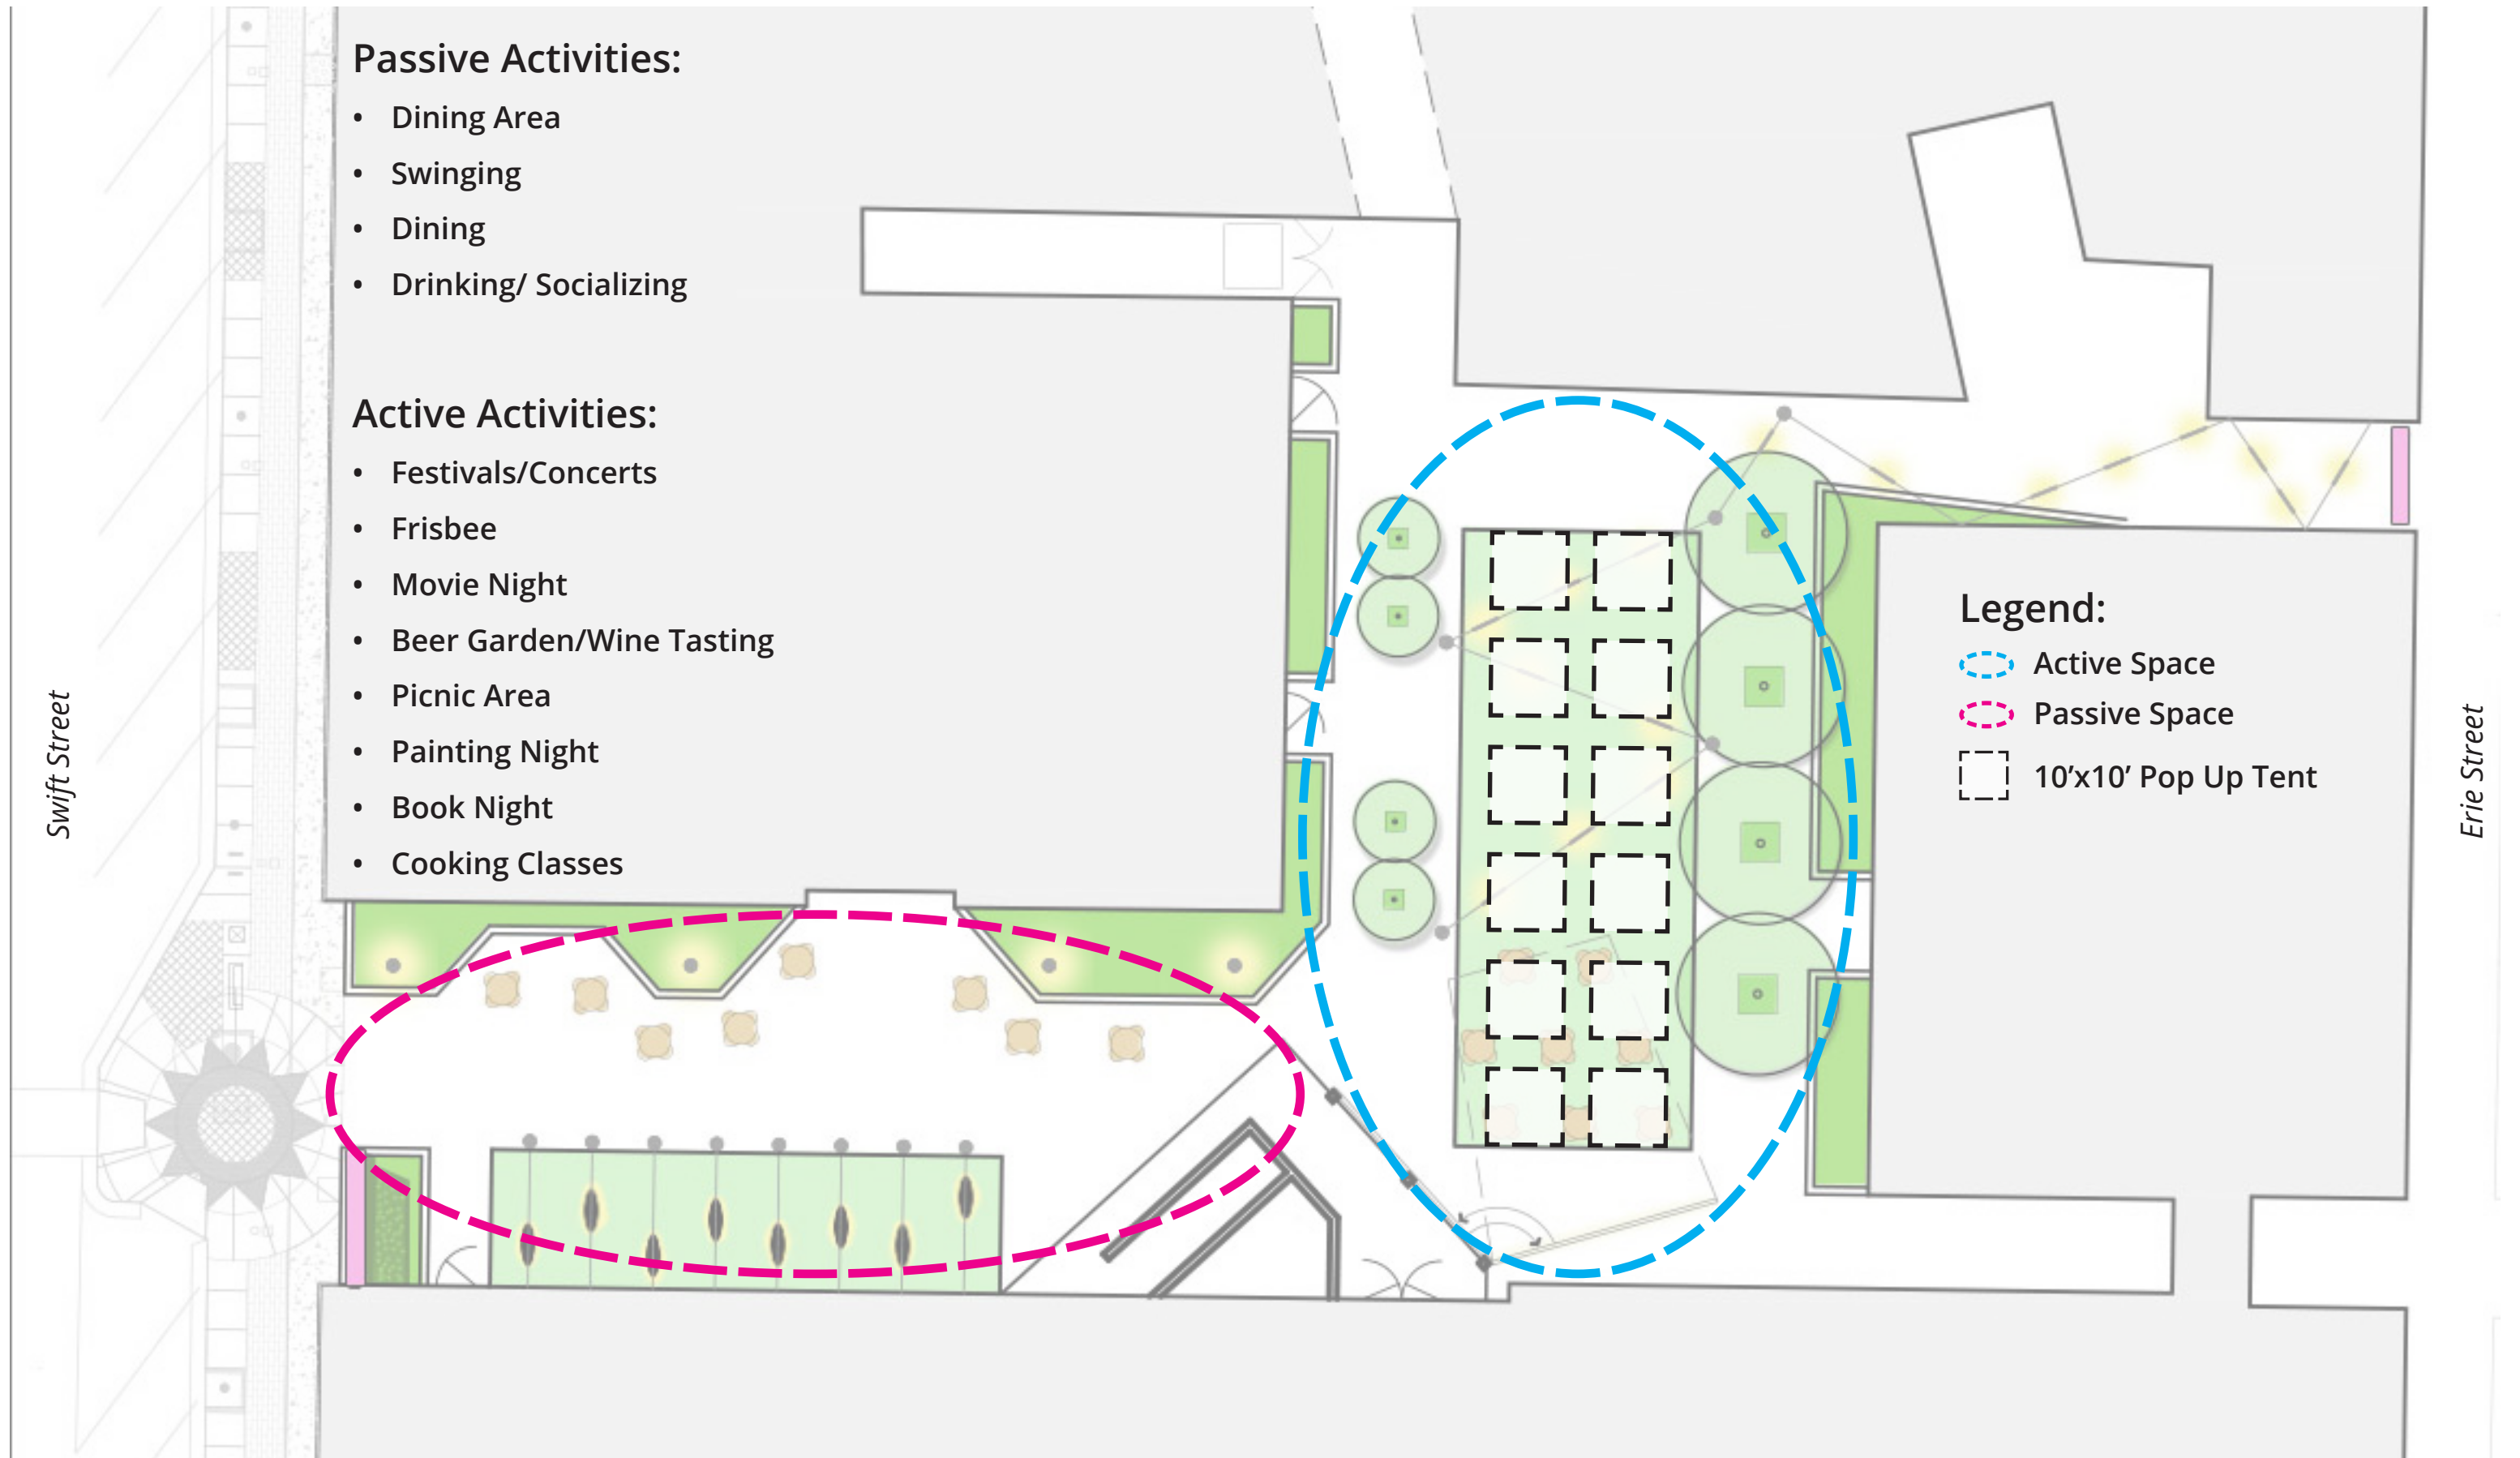 Passive Activities:
• Dining Area
• Swinging
• Dining
• Drinking/ Socializing
Active Activities:
• Festivals/Concerts
• Frisbee
• Movie Night
• Beer Garden/Wine Tasting
• Picnic Area
• Painting Night
• Book Night
• Cooking Classes
Swift Street
Legend:
Active Space
Passive Space
10’x10’ Pop Up Tent
Erie Street